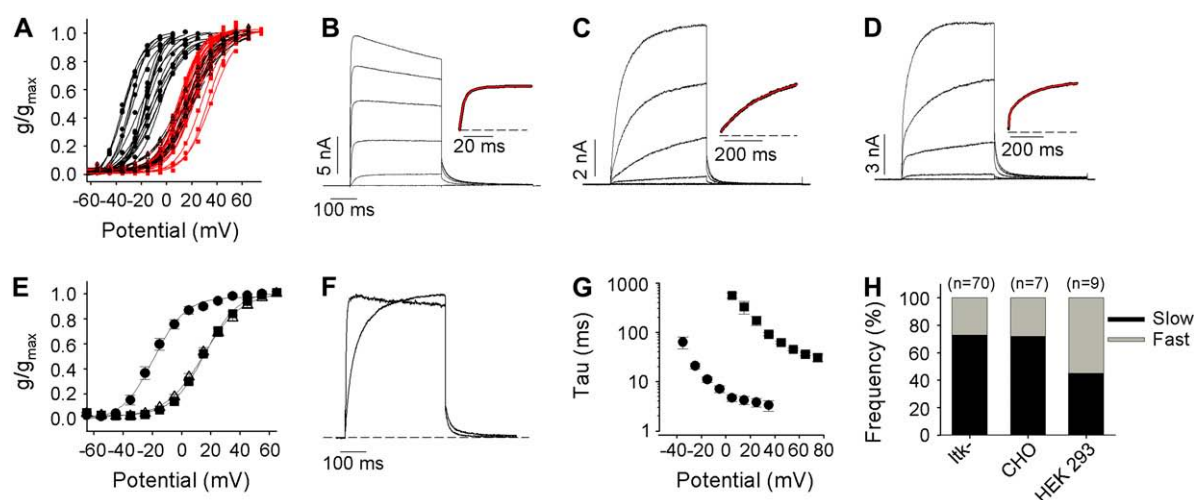 A
g/gmax
1.0
0.8
0.6
0.4
0.2
0.0
-60 -40 -20 0 20 40 60
Potential (mV)
B
5 nA
100 ms
20 ms
C
2 nA
200 ms
D
3 nA
200 ms
E
g/gmax
1.0
0.8
0.6
0.4
0.2
0.0
-60 -40 -20 0 20 40 60
Potential (mV)
F
100 ms
G
Tau (ms)
1000
100
10
1
-40 -20 0 20 40 60 80
Potential (mV)
H
Frequency (%)
(n=70) (n=7) (n=9)
100
80
60
40
20
0
ltk- CHO HEK 293
Slow
Fast